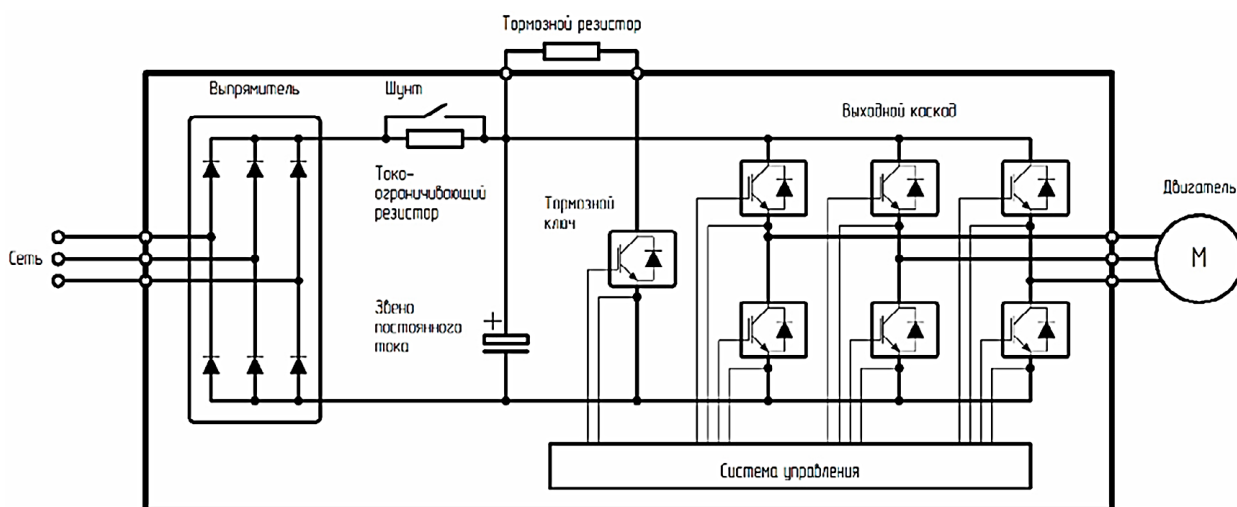 Тормозной резистор
Выпрямитель
Шунт
Выходной каскад
Токо-
ограничивающий
резистор
Тормозной
ключ
Двигатель
Сеть
М
Звено
постоянного
тока
+
Система управления